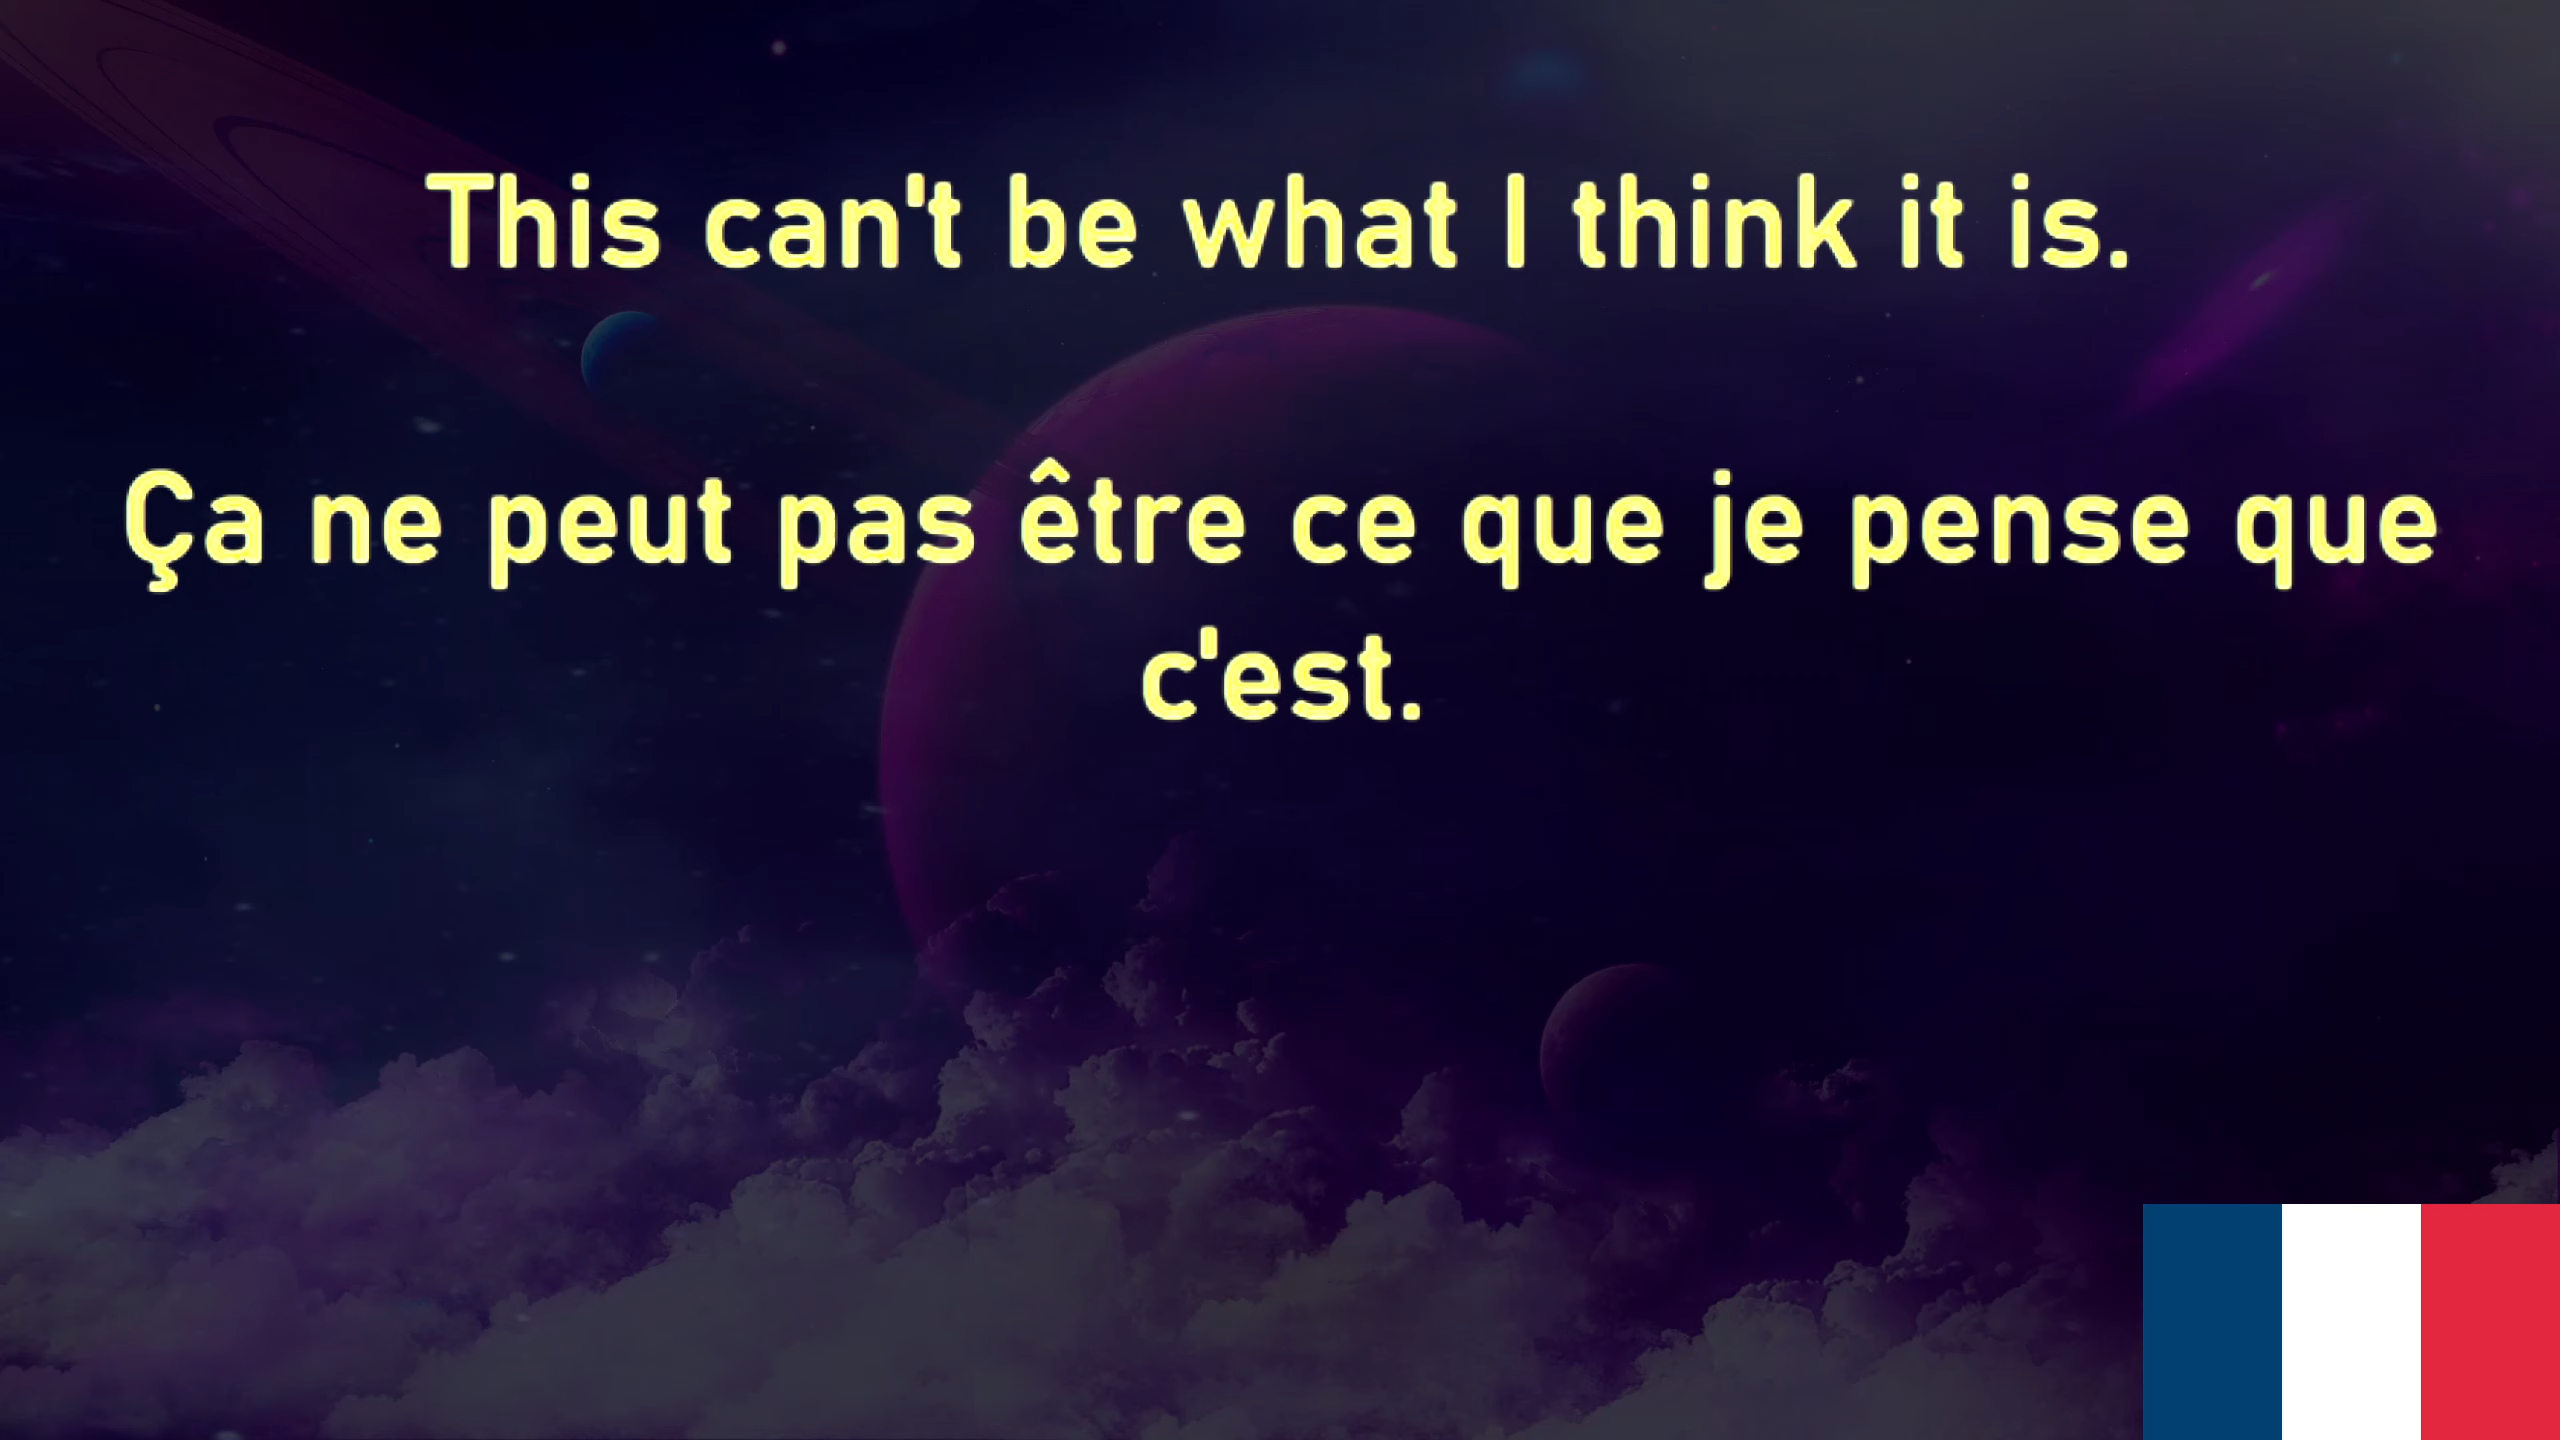 This can't be what I think it is.
Ça ne peut pas être ce que je pense que
c'est.